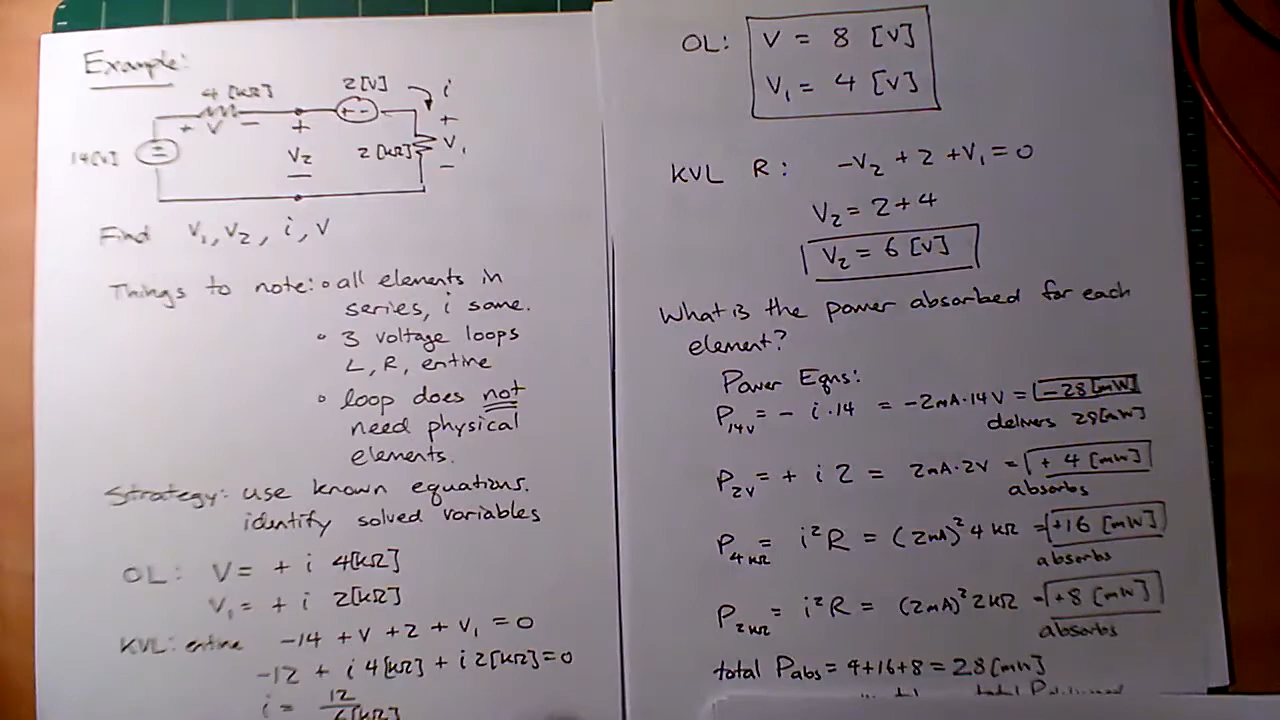 Example:
4[kΩ]
2[V]
i
+ V -
+ -
+
14[V]
+
V₂
-
2[kΩ]
V₁
-
Find V₁, V₂, i, V
Things to note: ∘ all elements in
series, i same.
∘ 3 voltage loops
L, R, entire
∘ loop does not
need physical
elements.
Strategy: use known equations.
identify solved variables
OL: V = + i 4[kΩ]
V₁ = + i 2[kΩ]
KVL: entire -14 + V + 2 + V₁ = 0
-12 + i 4[kΩ] + i 2[kΩ] = 0
i = 12
6[kΩ]
OL: V = 8 [V]
V₁ = 4 [V]
KVL R: -V₂ + 2 + V₁ = 0
V₂ = 2 + 4
V₂ = 6 [V]
What is the power absorbed for each
element?
Power Eqns:
P14V = - i · 14 = -2mA · 14V = -28[mW]
delivers 28[mW]
P2V = + i 2 = 2mA · 2V = + 4 [mW]
absorbs
P4kΩ = i²R = (2mA)² 4 kΩ = +16 [mW]
absorbs
P2kΩ = i²R = (2mA)² 2kΩ = +8 [mW]
absorbs
total Pabs = 4+16+8 = 28[mW]